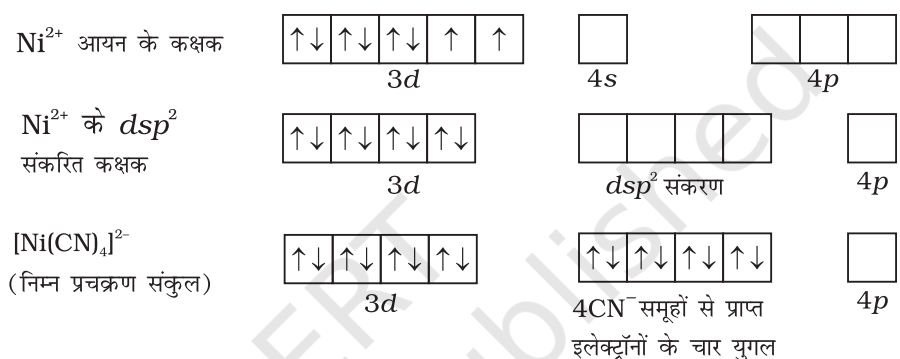 Ni²⁺ आयन के कक्षक ↑↓ ↑↓ ↑↓ ↑ ↑
3d 4s 4p
Ni²⁺ के dsp² ↑↓ ↑↓ ↑↓ ↑↓
संकरित कक्षक 3d dsp² संकरण 4p
[Ni(CN)₄]²⁻ ↑↓ ↑↓ ↑↓ ↑↓ ↑↓ ↑↓ ↑↓ ↑↓
(निम्न प्रचक्रण संकुल) 3d 4p
4CN⁻ समूहों से प्राप्त
इलेक्ट्रॉनों के चार युगल